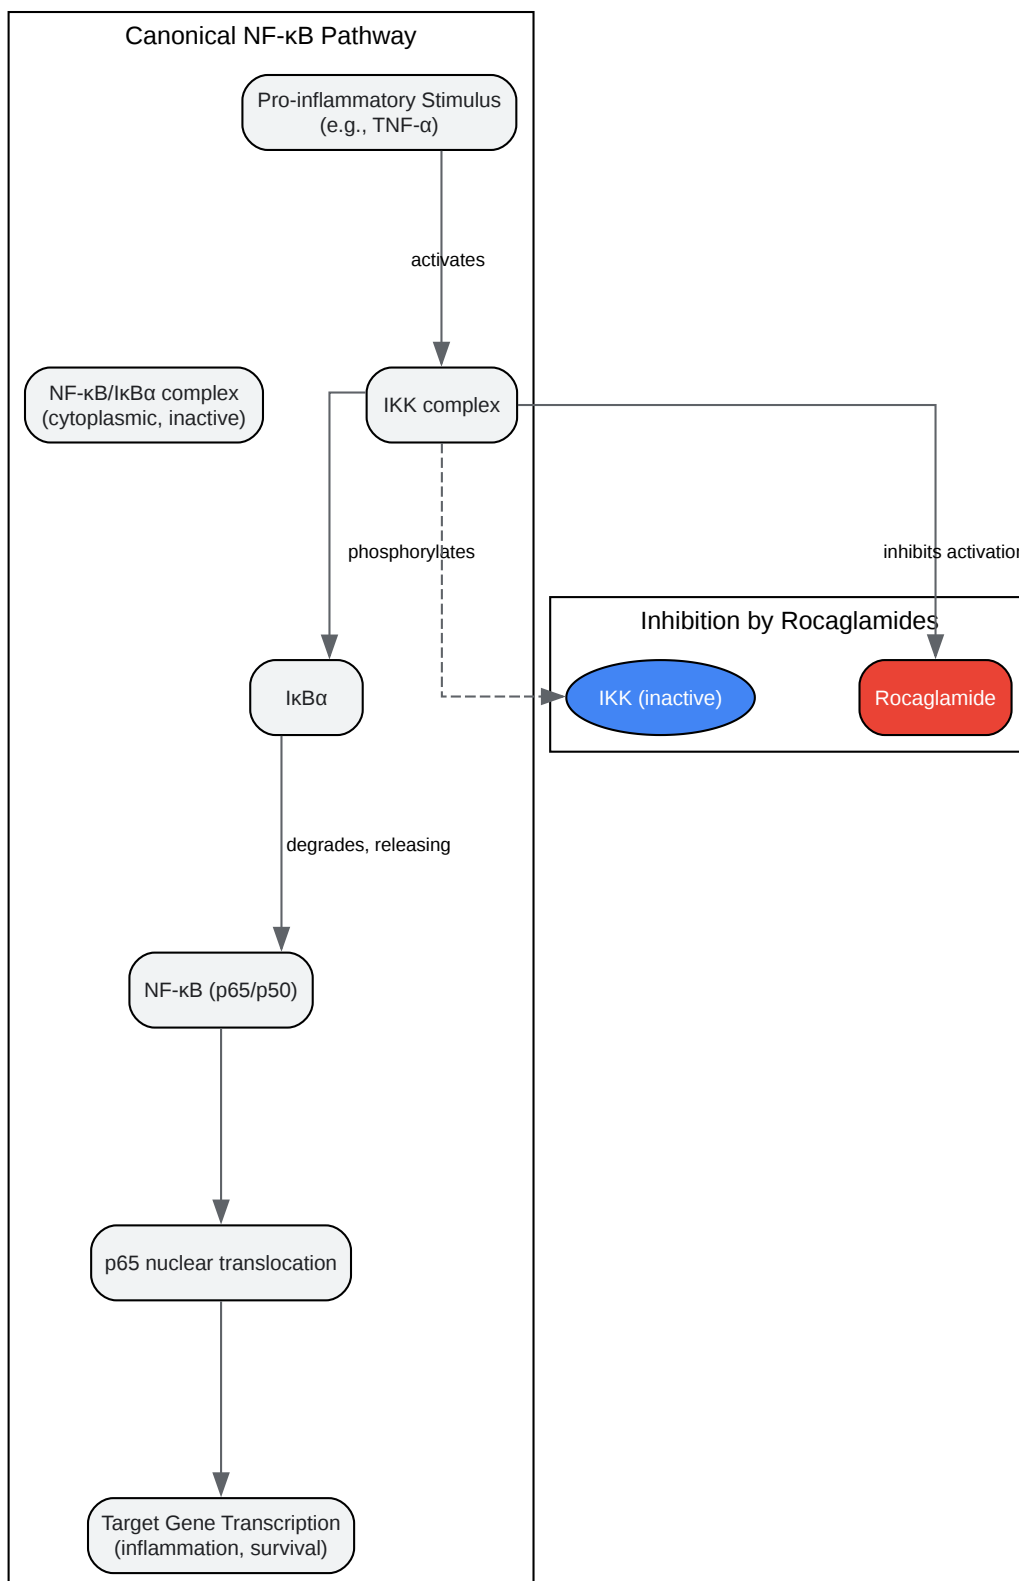 Canonical NF-κB Pathway
Pro-inflammatory Stimulus
(e.g., TNF-α)
activates
NF-κB/IκBα complex
(cytoplasmic, inactive)
IKK complex
phosphorylates
inhibits activation
Inhibition by Rocaglamides
IκBα
IKK (inactive)
Rocaglamide
degrades, releasing
NF-κB (p65/p50)
p65 nuclear translocation
Target Gene Transcription
(inflammation, survival)